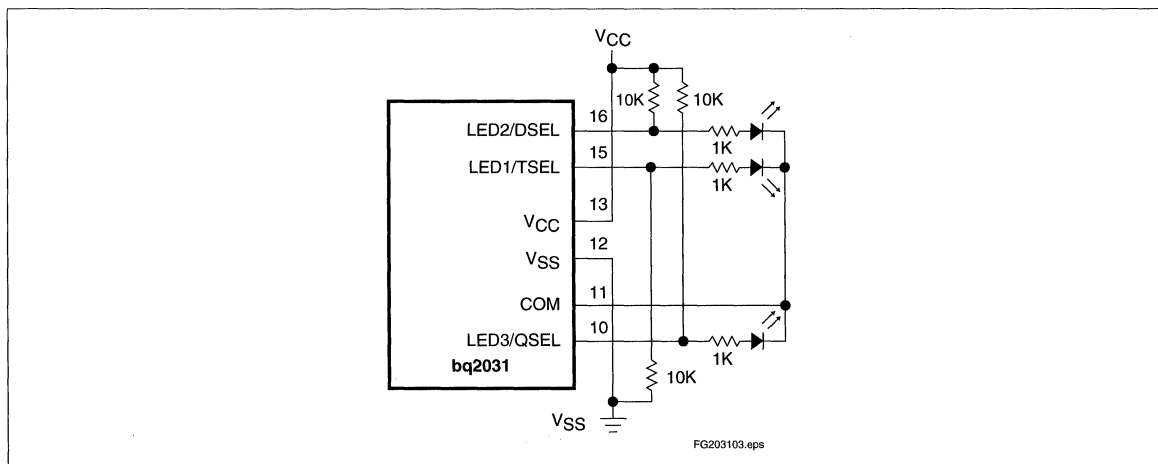 VCC
10K
10K
16
LED2/DSEL
1K
15
LED1/TSEL
1K
13
VCC
12
VSS
11
COM
10
LED3/QSEL
1K
bq2031
10K
VSS
FG203103.eps